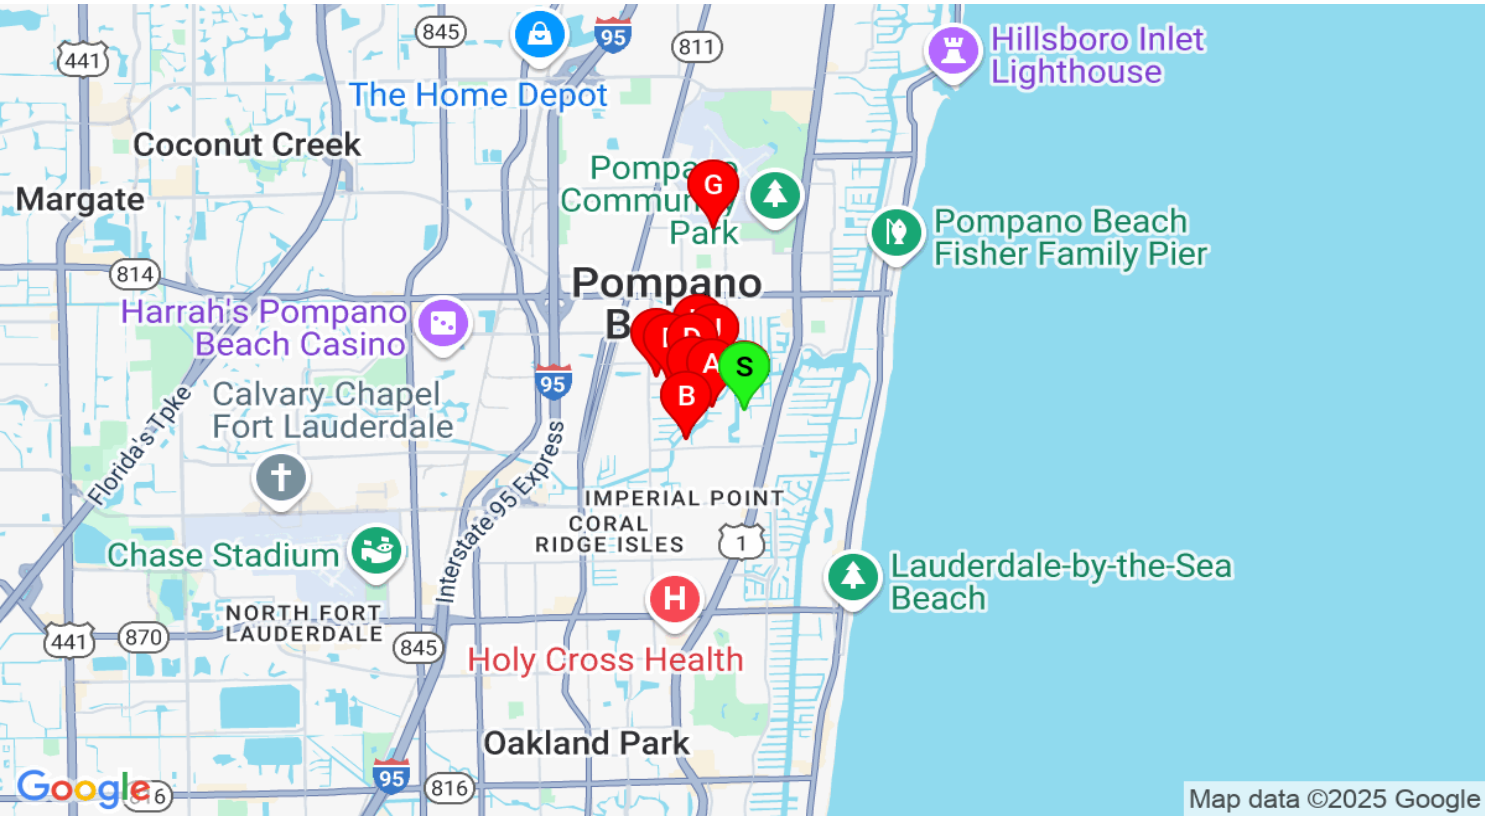 845
95
811
Hillsboro Inlet
Lighthouse
441
The Home Depot
Coconut Creek
Margate
G
Community
Park
Pompano Beach
Fisher Family Pier
814
Pompano
Harrah's Pompano
Beach Casino
D
A
S
B
95
Calvary Chapel
Fort Lauderdale
Florida's Tpke
Interstate 95 Express
IMPERIAL POINT
CORAL
RIDGE ISLES
1
Chase Stadium
Lauderdale-by-the-Sea
Beach
H
NORTH FORT
LAUDERDALE
441
870
845
Holy Cross Health
Oakland Park
95
816
Google
816
Map data ©2025 Google